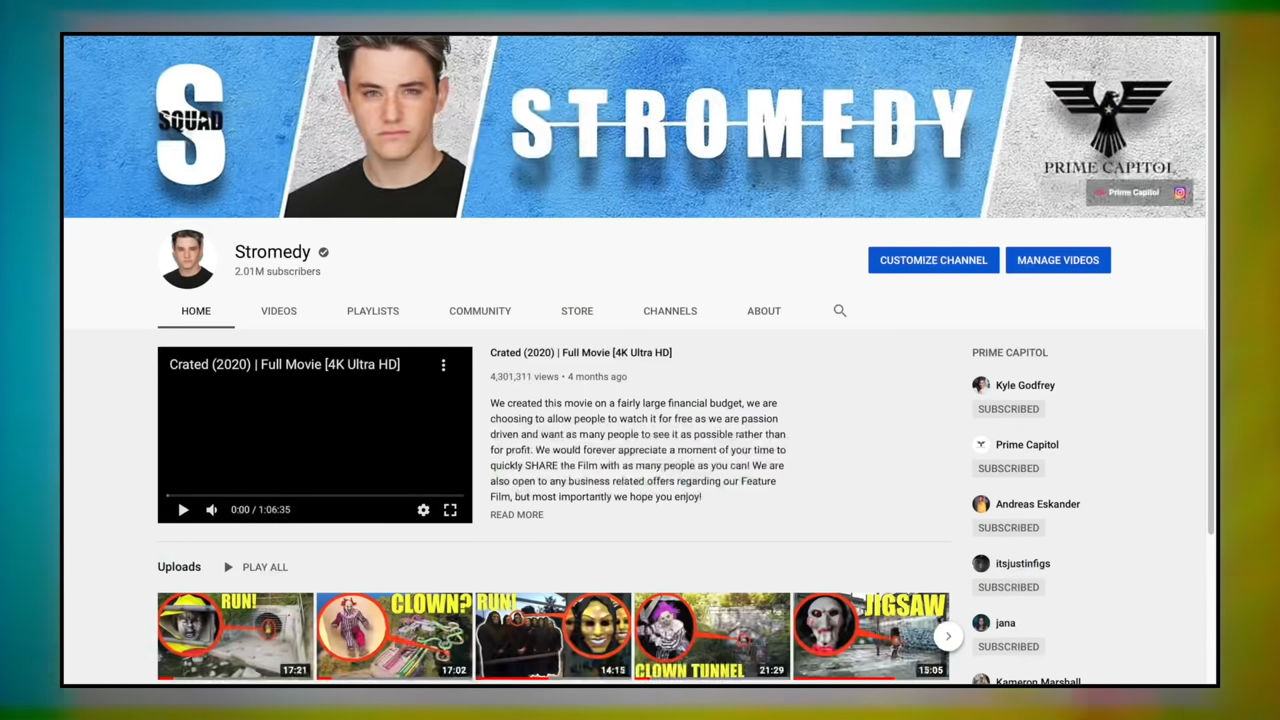 S
SQUAD
STROMEDY
PRIME CAPITOL
Prime Capitol
Stromedy
2.01M subscribers
CUSTOMIZE CHANNEL
MANAGE VIDEOS
HOME
VIDEOS
PLAYLISTS
COMMUNITY
STORE
CHANNELS
ABOUT
Crated (2020) | Full Movie [4K Ultra HD]
0:00 / 1:06:35
Crated (2020) | Full Movie [4K Ultra HD]
4,301,311 views • 4 months ago
We created this movie on a fairly large financial budget, we are
choosing to allow people to watch it for free as we are passion
driven and want as many people to see it as possible rather than
for profit. We would forever appreciate a moment of your time to
quickly SHARE the Film with as many people as you can! We are
also open to any business related offers regarding our Feature
Film, but most importantly we hope you enjoy!
READ MORE
PRIME CAPITOL
Kyle Godfrey
SUBSCRIBED
Prime Capitol
SUBSCRIBED
Andreas Eskander
SUBSCRIBED
itsjustinfigs
SUBSCRIBED
jana
SUBSCRIBED
Kameron Marshall
Uploads
PLAY ALL
RUN!
17:21
CLOWN?
17:02
RUN!
14:15
CLOWN TUNNEL
21:29
JIGSAW
15:05